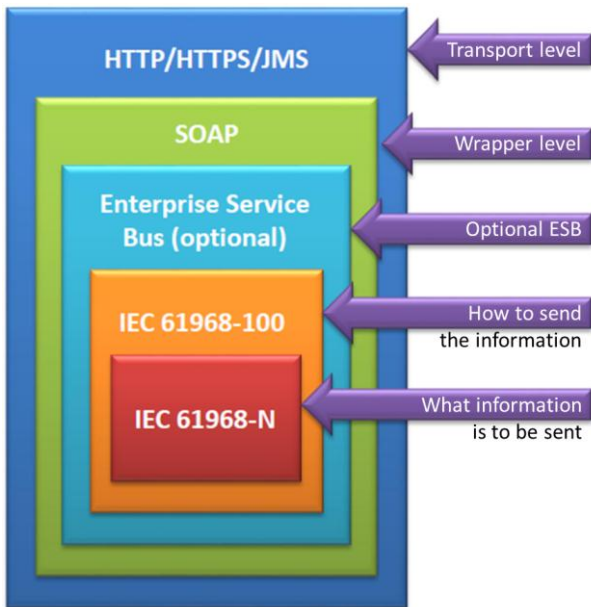 HTTP/HTTPS/JMS
Transport level
SOAP
Wrapper level
Enterprise Service
Bus (optional)
Optional ESB
IEC 61968-100
How to send
the information
IEC 61968-N
What information
is to be sent